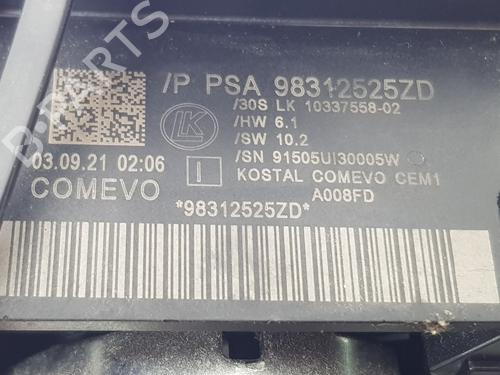 /P PSA 98312525ZD
/30S LK 10337558-02
/HW 6.1
/SW 10.2
/SN 91505UI30005W
KOSTAL COMEVO CEM1
A008FD
LK
03.09.21 02:06
I
COMEVO
*98312525ZD*
B-PARTS